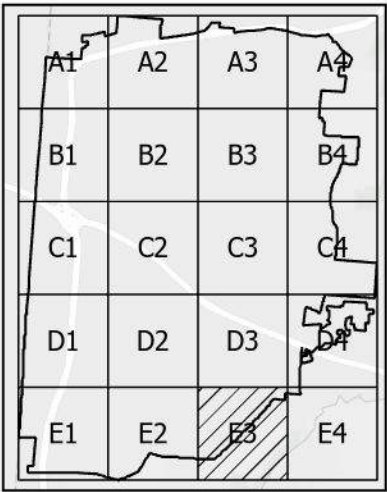 A1 A2 A3 A4
B1 B2 B3 B4
C1 C2 C3 C4
D1 D2 D3 D4
E1 E2 E3 E4